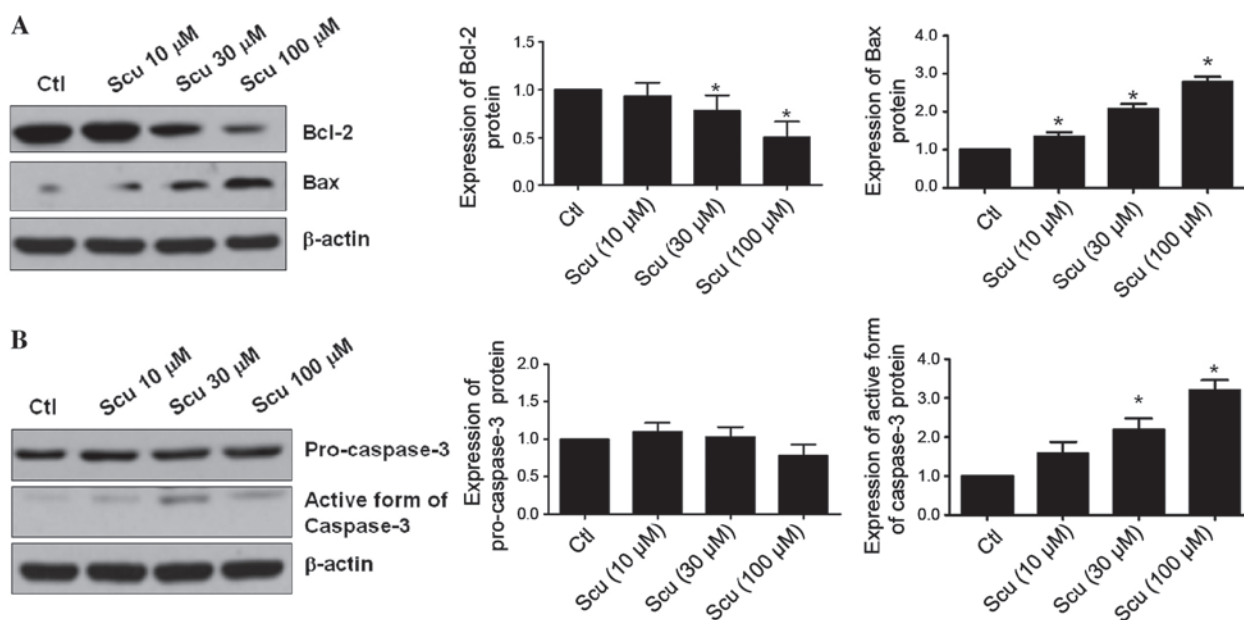 A
Ctl
Scu 10 µM
Scu 30 µM
Scu 100 µM
Bcl-2
Bax
β-actin
Expression of Bcl-2
protein
1.5
1.0
0.5
0.0
*
*
Ctl
Scu (10 µM)
Scu (30 µM)
Scu (100 µM)
Expression of Bax
protein
4.0
3.0
2.0
1.0
0.0
*
*
*
Ctl
Scu (10 µM)
Scu (30 µM)
Scu (100 µM)
B
Ctl
Scu 10 µM
Scu 30 µM
Scu 100 µM
Pro-caspase-3
Active form of
Caspase-3
β-actin
Expression of
pro-caspase-3 protein
2.0
1.5
1.0
0.5
0.0
Ctl
Scu (10 µM)
Scu (30 µM)
Scu (100 µM)
Expression of active form
of caspase-3 protein
4.0
3.0
2.0
1.0
0.0
*
*
Ctl
Scu (10 µM)
Scu (30 µM)
Scu (100 µM)